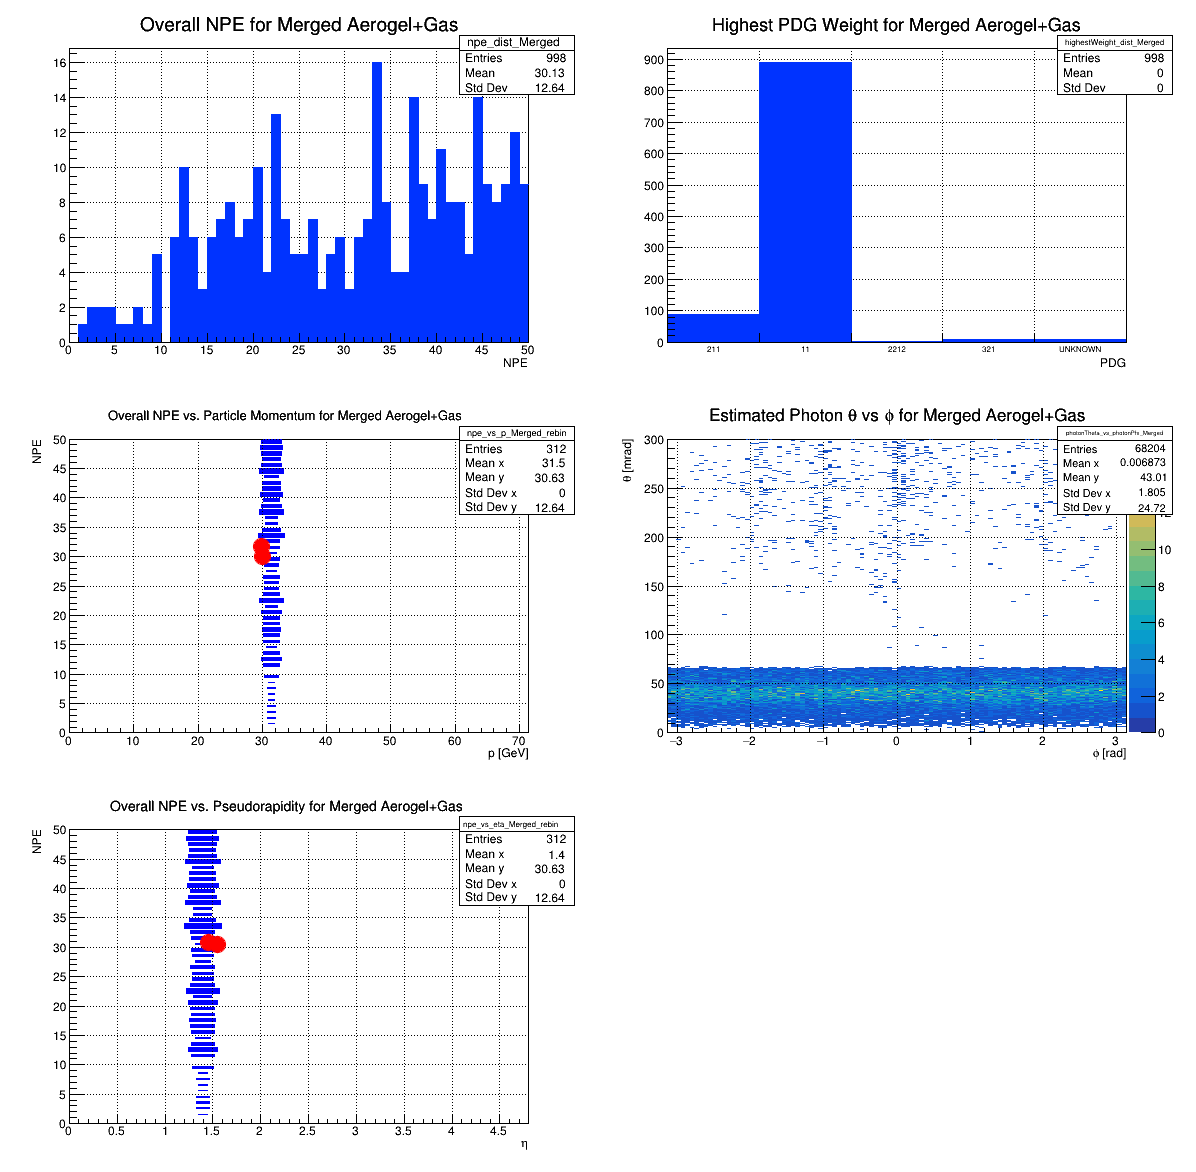 Overall NPE for Merged Aerogel+Gas
npe_dist_Merged
Entries 998
Mean 30.13
Std Dev 12.64
16
14
12
10
8
6
4
2
0
0 5 10 15 20 25 30 35 40 45 50
NPE
Highest PDG Weight for Merged Aerogel+Gas
highestWeight_dist_Merged
Entries 998
Mean 0
Std Dev 0
900
800
700
600
500
400
300
200
100
0
211 11 2212 321 UNKNOWN
PDG
Overall NPE vs. Particle Momentum for Merged Aerogel+Gas
npe_vs_p_Merged_rebin
Entries 312
Mean x 31.5
Mean y 30.63
Std Dev x 0
Std Dev y 12.64
NPE
50
45
40
35
30
25
20
15
10
5
0
0 10 20 30 40 50 60 70
p [GeV]
Estimated Photon θ vs ϕ for Merged Aerogel+Gas
photonTheta_vs_photonPhi_Merged
Entries 68204
Mean x 0.006873
Mean y 43.01
Std Dev x 1.805
Std Dev y 24.72
θ [mrad]
300
250
200
150
100
50
0
−3 −2 −1 0 1 2 3
ϕ [rad]
10
8
6
4
2
0
Overall NPE vs. Pseudorapidity for Merged Aerogel+Gas
npe_vs_eta_Merged_rebin
Entries 312
Mean x 1.4
Mean y 30.63
Std Dev x 0
Std Dev y 12.64
NPE
50
45
40
35
30
25
20
15
10
5
0
0 0.5 1 1.5 2 2.5 3 3.5 4 4.5
η